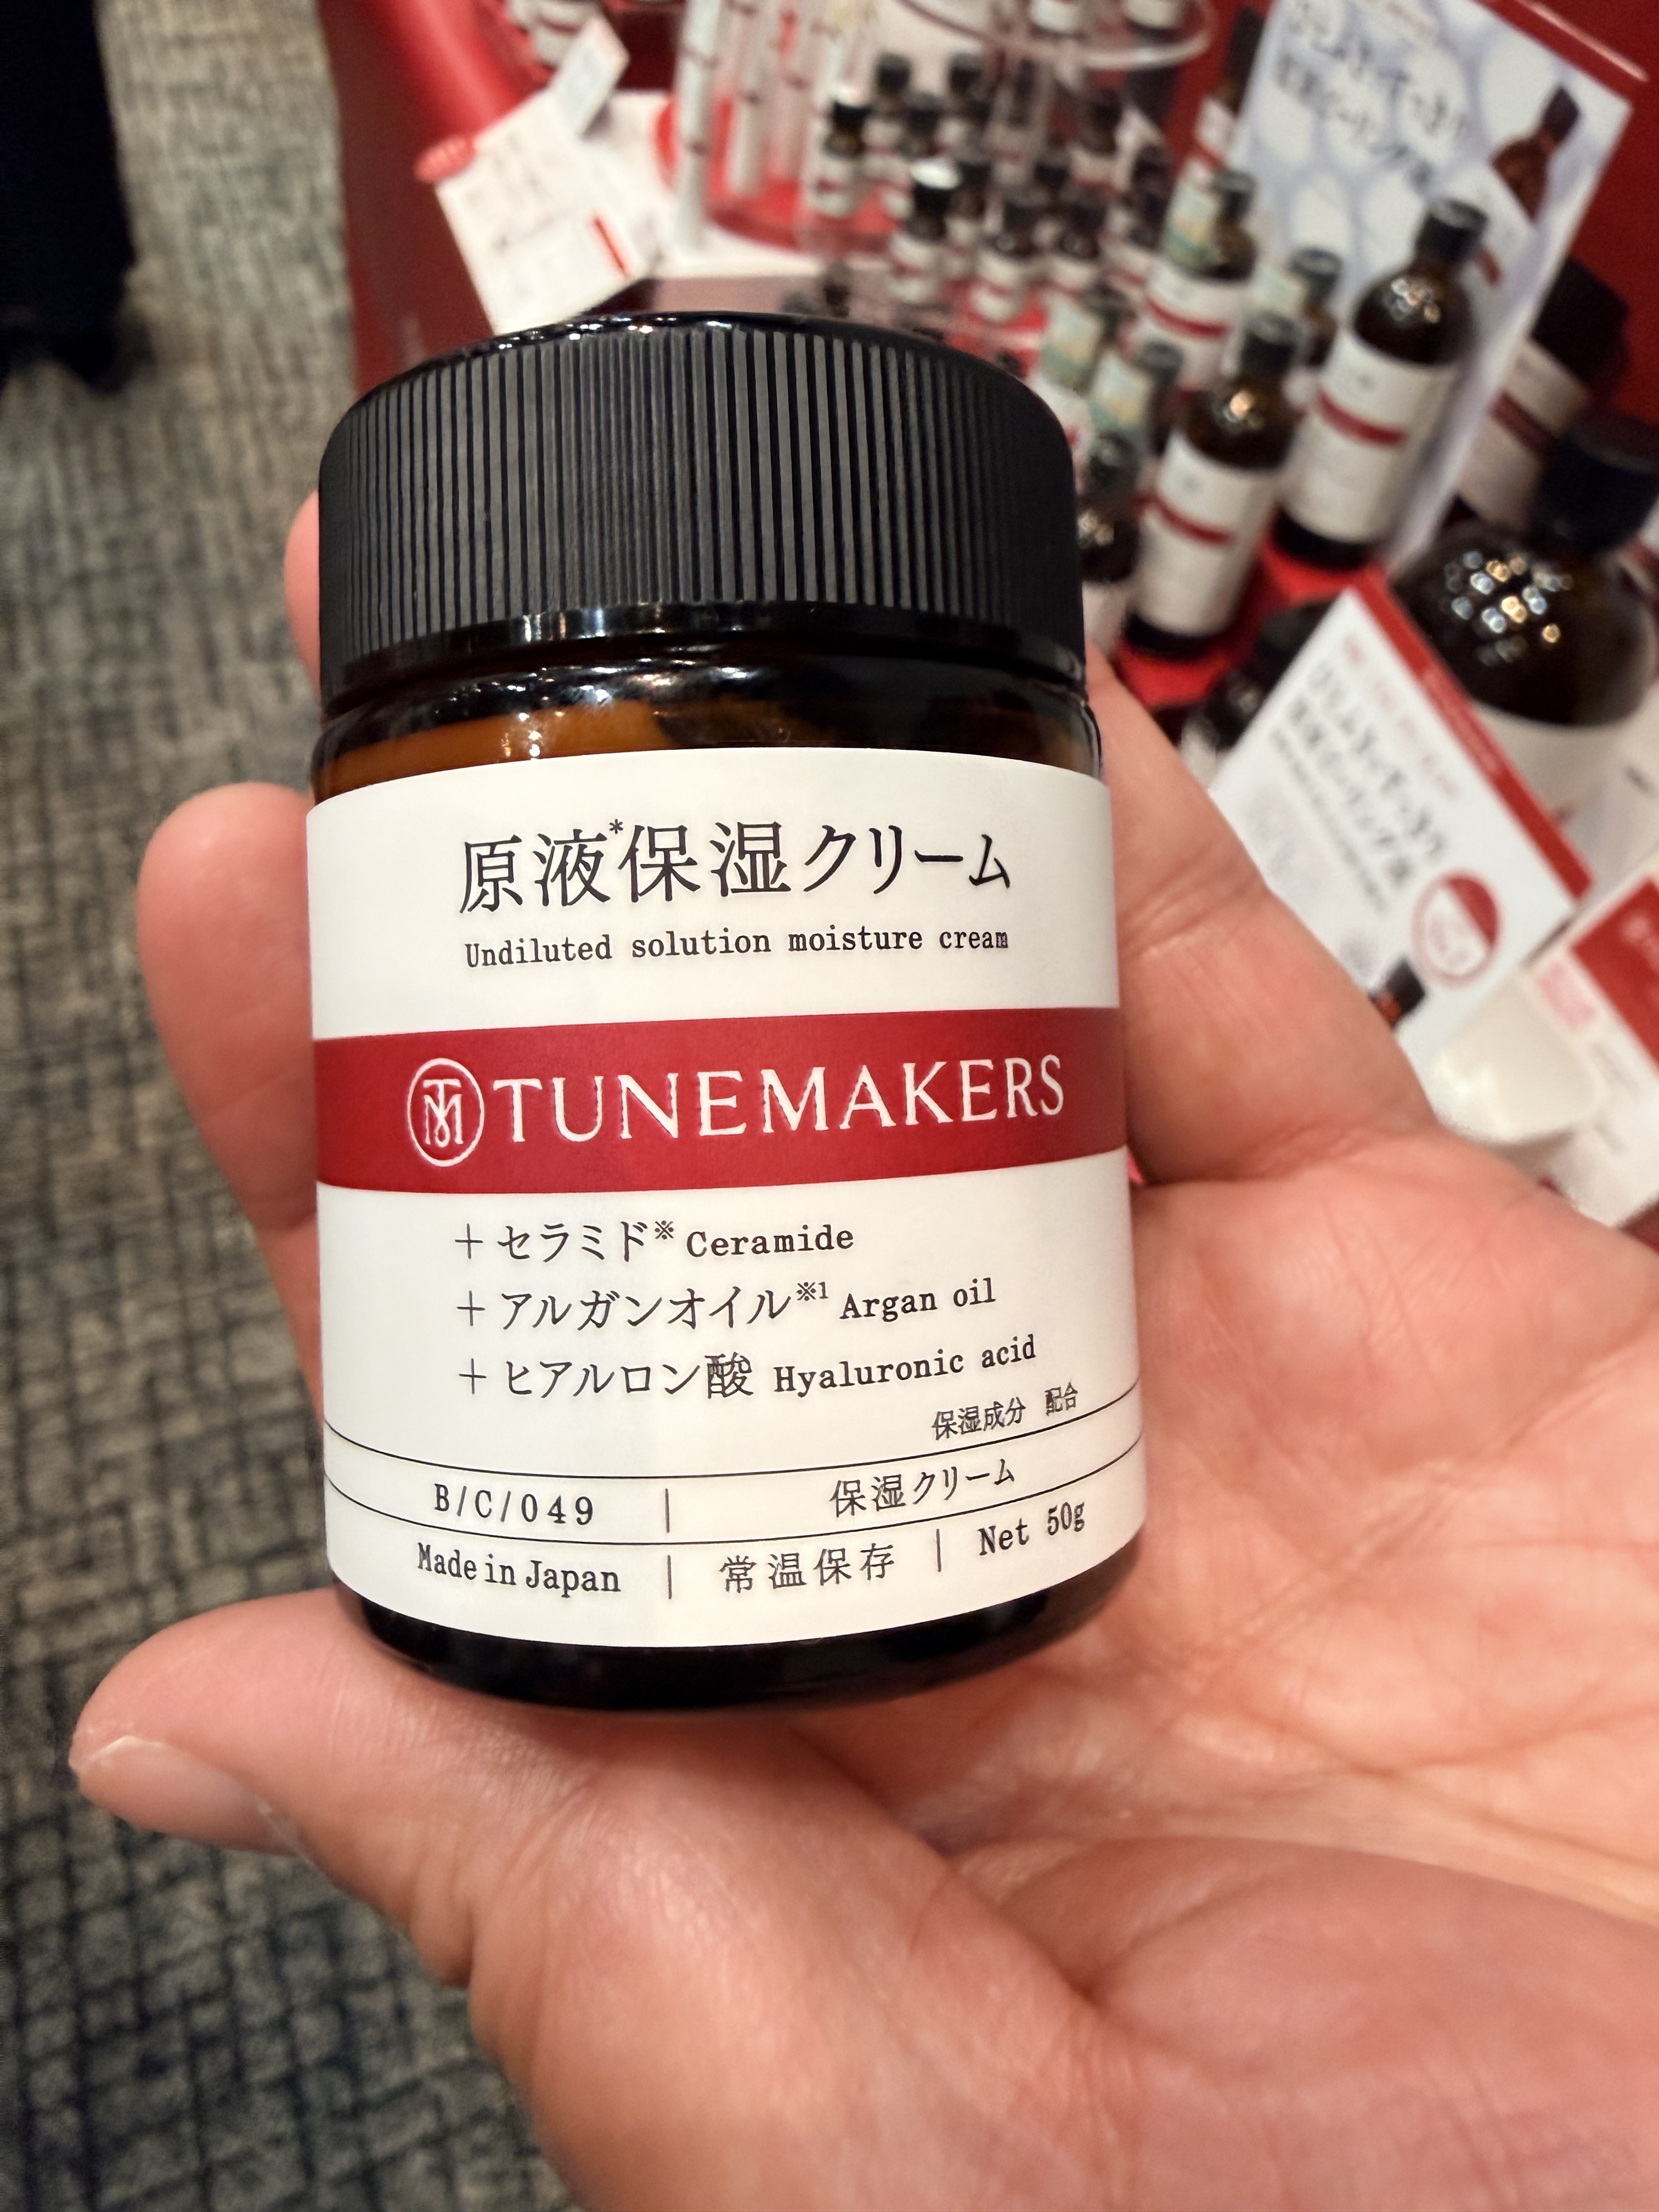 原液*保湿クリーム
Undiluted solution moisture cream
TM TUNEMAKERS
+ セラミド※ Ceramide
+ アルガンオイル※1 Argan oil
+ ヒアルロン酸 Hyaluronic acid
保湿成分 配合
B/C/049 | 保湿クリーム
Made in Japan | 常温保存 | Net 50g